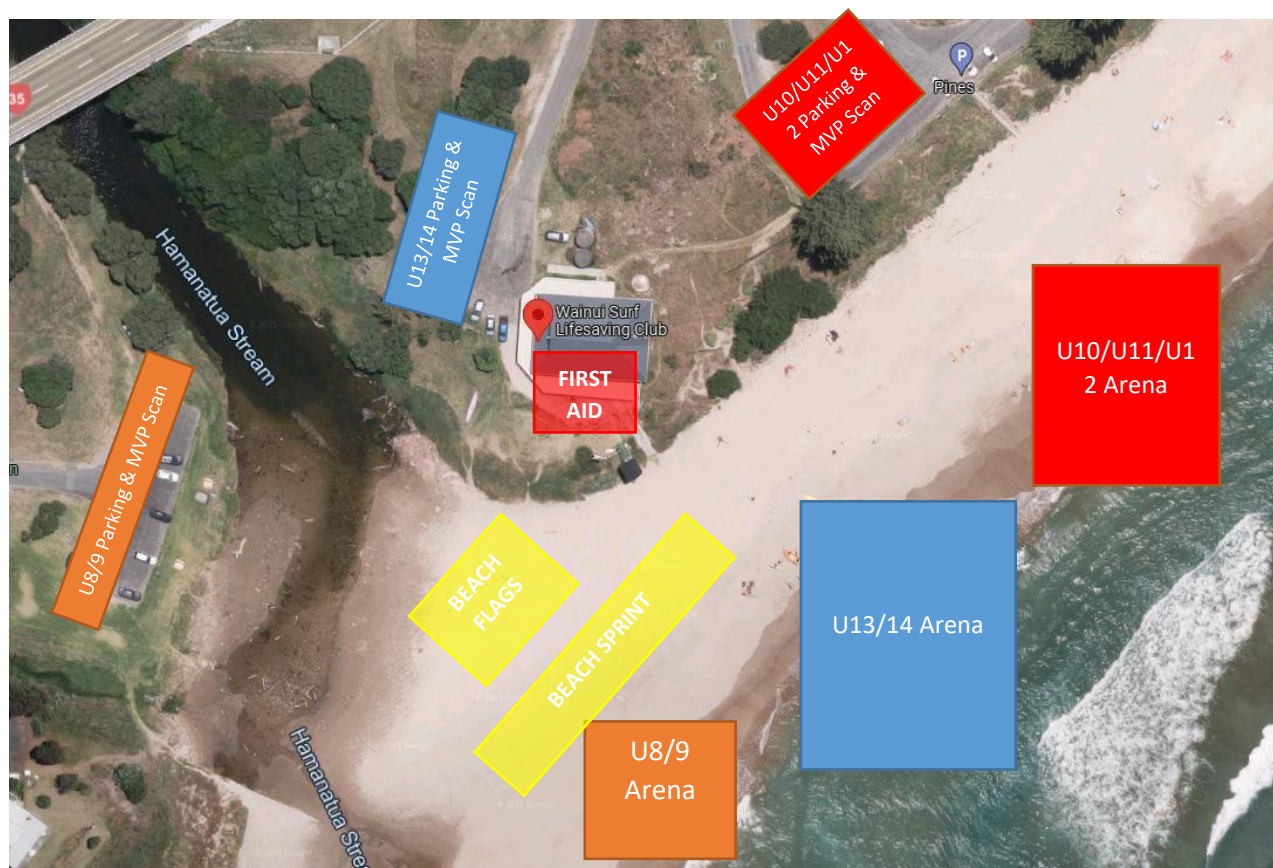 35
U10/U11/U1
2 Parking &
MVP Scan
P
Pines
U13/14 Parking &
MVP Scan
Hamanatua Stream
Wainui Surf
Lifesaving Club
FIRST
AID
U10/U11/U1
2 Arena
U8/9 Parking & MVP Scan
n
BEACH
FLAGS
BEACH SPRINT
U13/14 Arena
U8/9
Arena
Hamanatua Strea